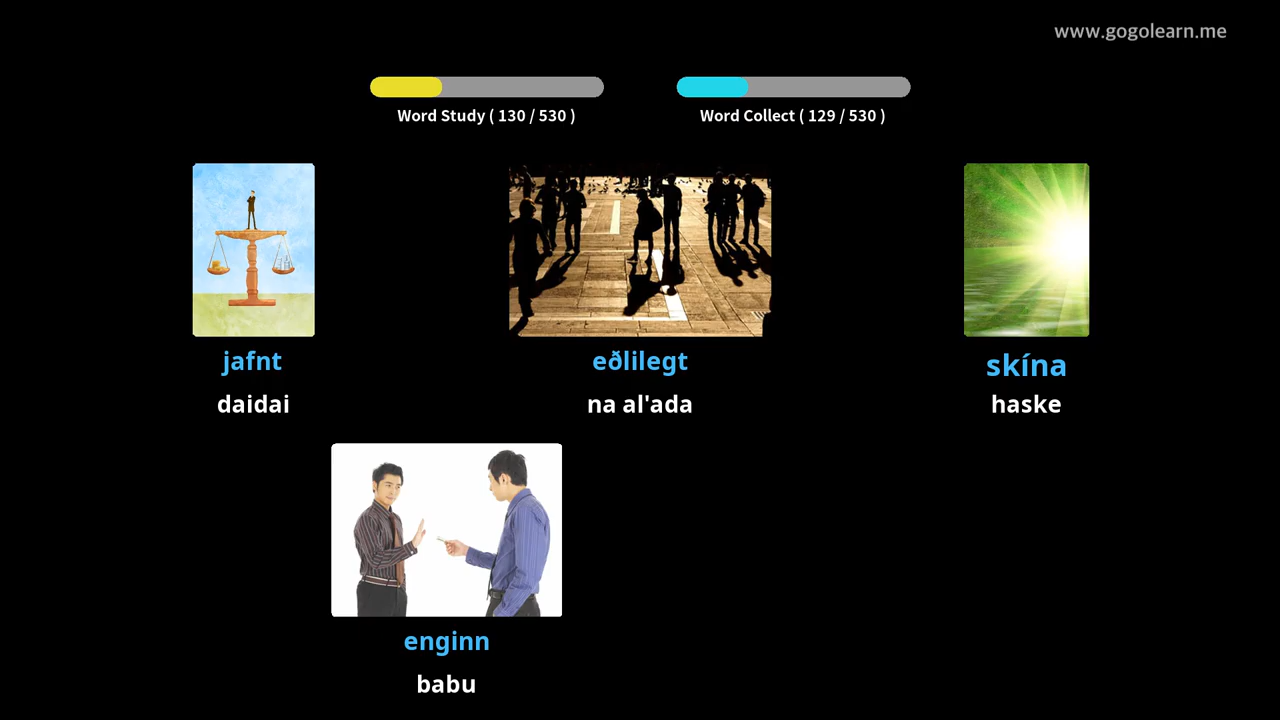 www.gogolearn.me
Word Study ( 130 / 530 )
Word Collect ( 129 / 530 )
jafnt
daidai
eðlilegt
na al'ada
skína
haske
enginn
babu